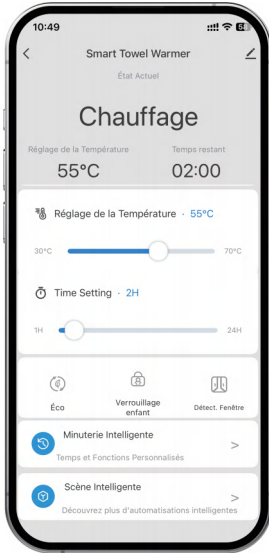 10:49
Smart Towel Warmer
État Actuel
Chauffage
Réglage de la Température Temps restant
55°C 02:00
Réglage de la Température · 55°C
30°C 70°C
Time Setting · 2H
1H 24H
Éco Verrouillage enfant Détect. Fenêtre
Minuterie Intelligente
Temps et Fonctions Personnalisés
Scène Intelligente
Découvrez plus d'automatisations intelligentes